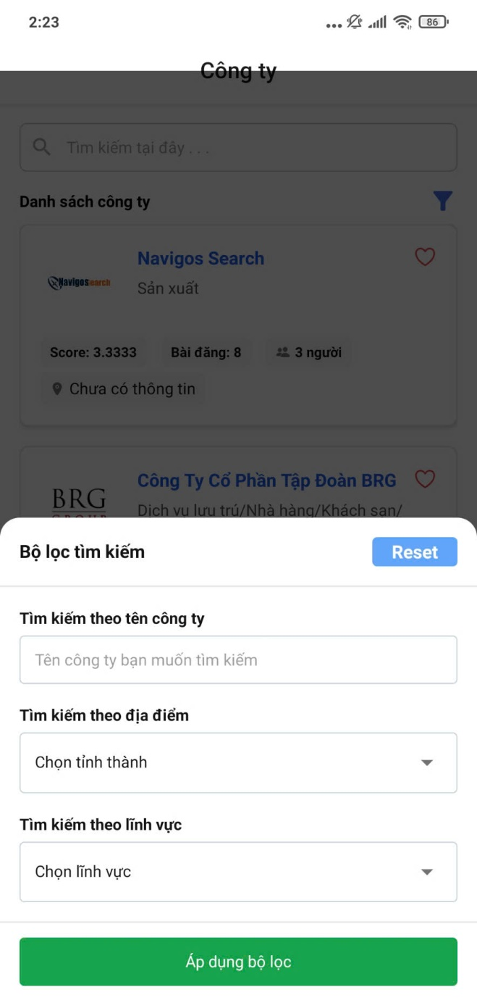 2:23
86
Công ty
Tìm kiếm tại đây . . .
Danh sách công ty
Navigos Search
Navigossearch
Sản xuất
Score: 3.3333
Bài đăng: 8
3 người
Chưa có thông tin
Công Ty Cổ Phần Tập Đoàn BRG
BRG
GROUP
Dịch vụ lưu trú/Nhà hàng/Khách sạn/
Bộ lọc tìm kiếm
Reset
Tìm kiếm theo tên công ty
Tên công ty bạn muốn tìm kiếm
Tìm kiếm theo địa điểm
Chọn tỉnh thành
Tìm kiếm theo lĩnh vực
Chọn lĩnh vực
Áp dụng bộ lọc